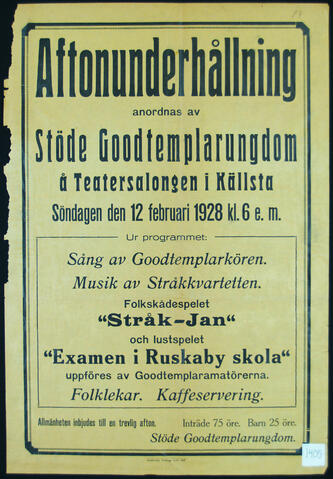 Aftonunderhållning
anordnas av
Stöde Goodtemplarungdom
å Teatersalongen i Källsta
Söndagen den 12 februari 1928 kl. 6 e. m.
Ur programmet:
Sång av Goodtemplarkören.
Musik av Stråkkvartetten.
Folkskådespelet
“Stråk-Jan“
och lustspelet
“Examen i Ruskaby skola“
uppföres av Goodtemplaramatörerna.
Folklekar. Kaffeservering.
Allmänheten inbjudes till en trevlig afton. Inträde 75 öre. Barn 25 öre.
Stöde Goodtemplarungdom.